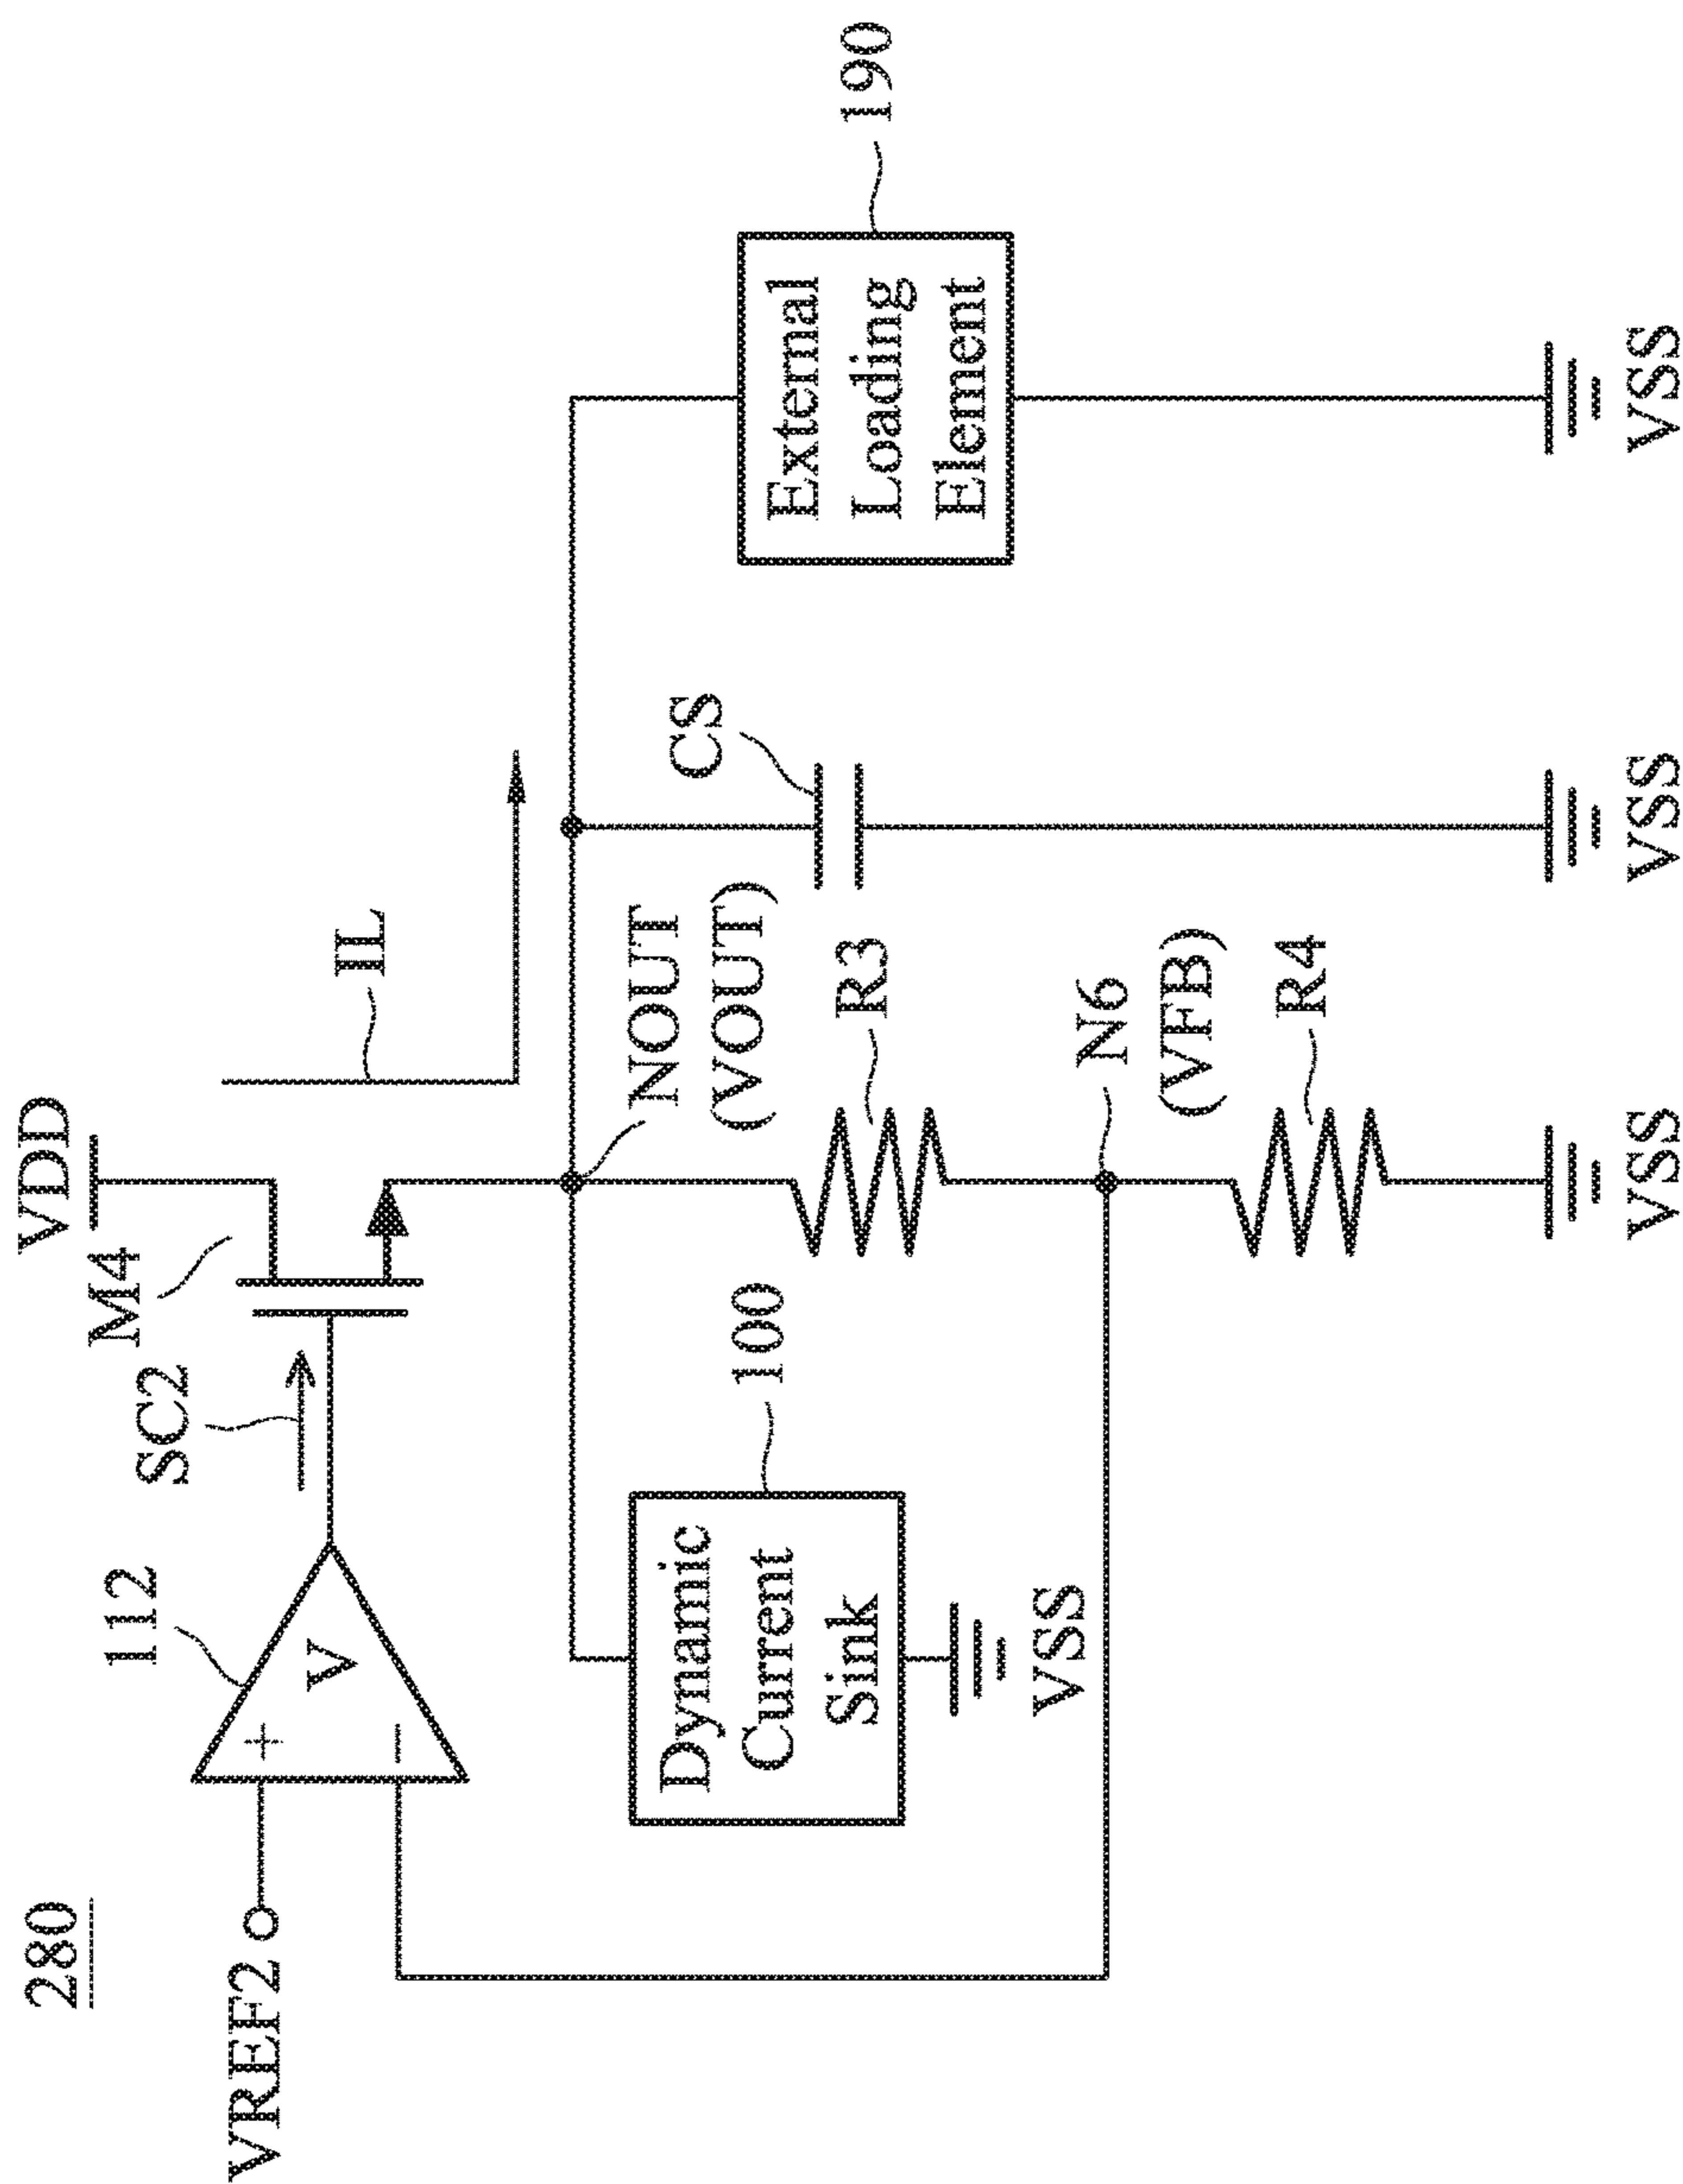 280
VDD
M4
SC2
112
VREF2
+
V
−
IL
NOUT
(VOUT)
CS
190
External
Loading
Element
100
Dynamic
Current
Sink
VSS
R3
N6
(VFB)
R4
VSS
VSS
VSS